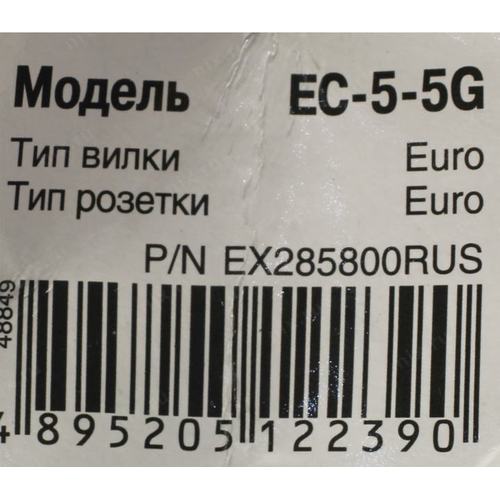 Модель EC-5-5G
Тип вилки Euro
Тип розетки Euro
P/N EX285800RUS
48849
4 895205 122390